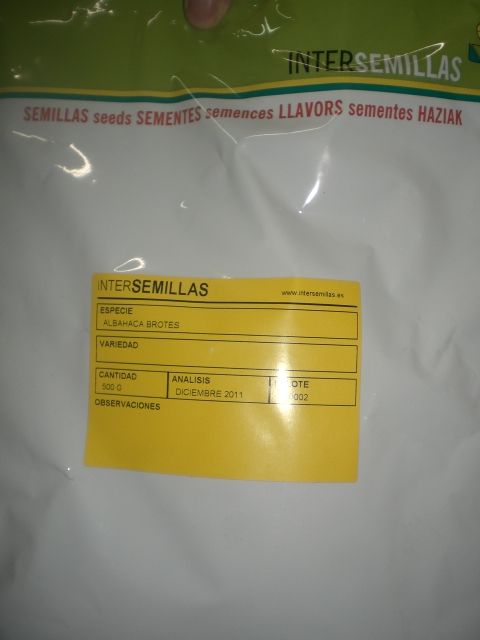 INTERSEMILLAS
SEMILLAS seeds SEMENTES semences LLAVORS sementes HAZIAK
INTERSEMILLAS
www.intersemillas.es
ESPECIE
ALBAHACA BROTES
VARIEDAD
CANTIDAD
500 G
ANALISIS
DICIEMBRE 2011
OBSERVACIONES